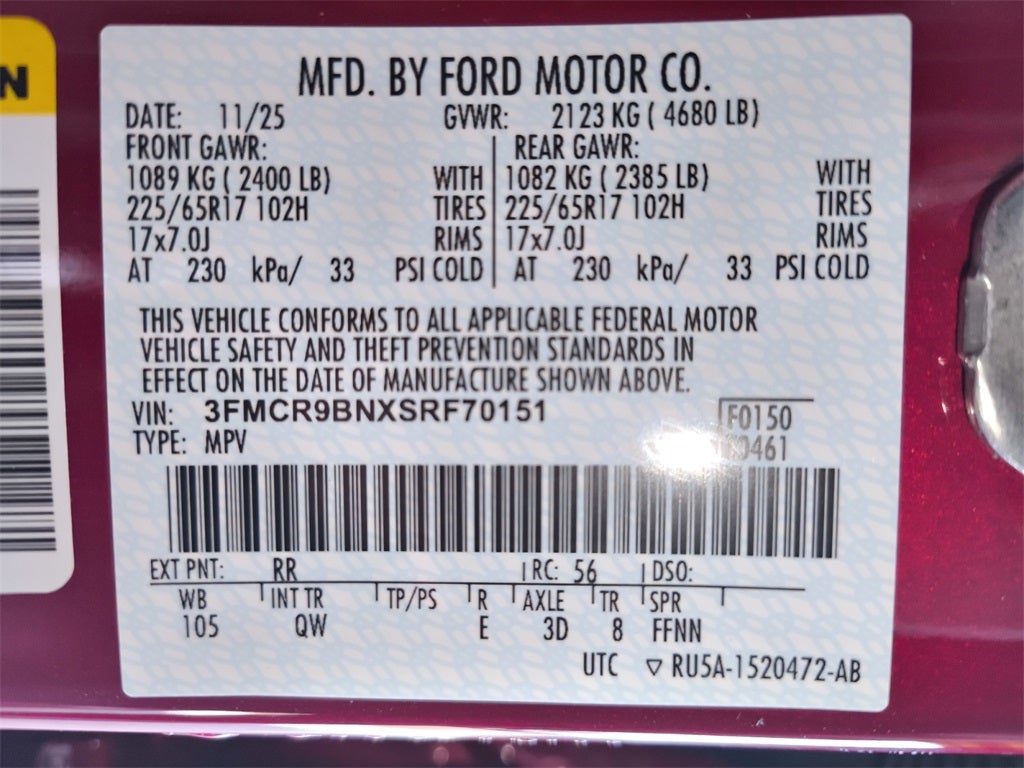 N
MFD. BY FORD MOTOR CO.
DATE: 11/25 GVWR: 2123 KG ( 4680 LB)
FRONT GAWR: REAR GAWR:
1089 KG ( 2400 LB) WITH 1082 KG ( 2385 LB) WITH
225/65R17 102H TIRES 225/65R17 102H TIRES
17x7.0J RIMS 17x7.0J RIMS
AT 230 kPa/ 33 PSI COLD AT 230 kPa/ 33 PSI COLD
THIS VEHICLE CONFORMS TO ALL APPLICABLE FEDERAL MOTOR
VEHICLE SAFETY AND THEFT PREVENTION STANDARDS IN
EFFECT ON THE DATE OF MANUFACTURE SHOWN ABOVE.
VIN: 3FMCR9BNXSRF70151 F0150
TYPE: MPV
EXT PNT: RR RC: 56 DSO:
WB INT TR TP/PS R AXLE TR SPR
105 QW E 3D 8 FFNN
UTC ▽ RU5A-1520472-AB